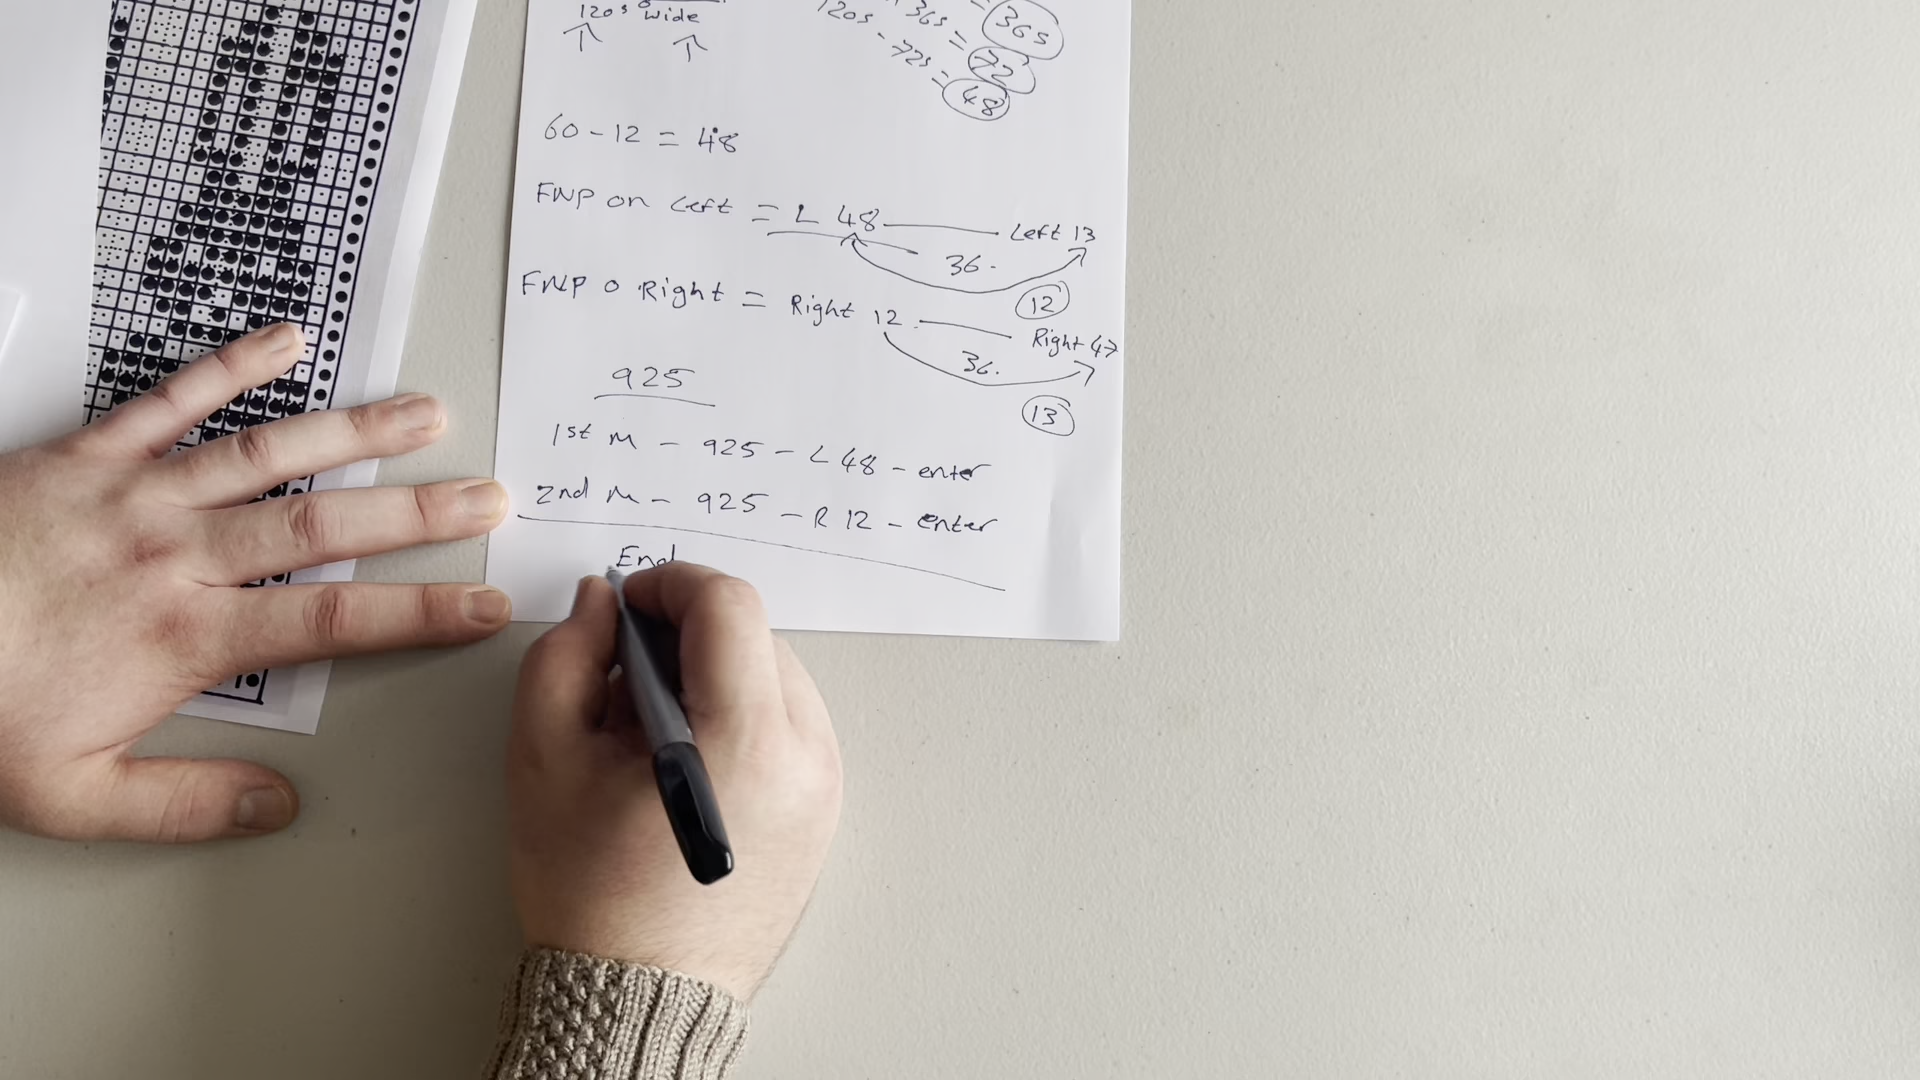 120s wide
= 36s
36s = 72
120s - 72s = 48
60 - 12 = 48
FNP on Left = L 48 Left 13
36.
12
FNP o Right = Right 12. Right 47
36.
13
925
1st M - 925 - L 48 - enter
2nd M - 925 - R 12 - enter
End